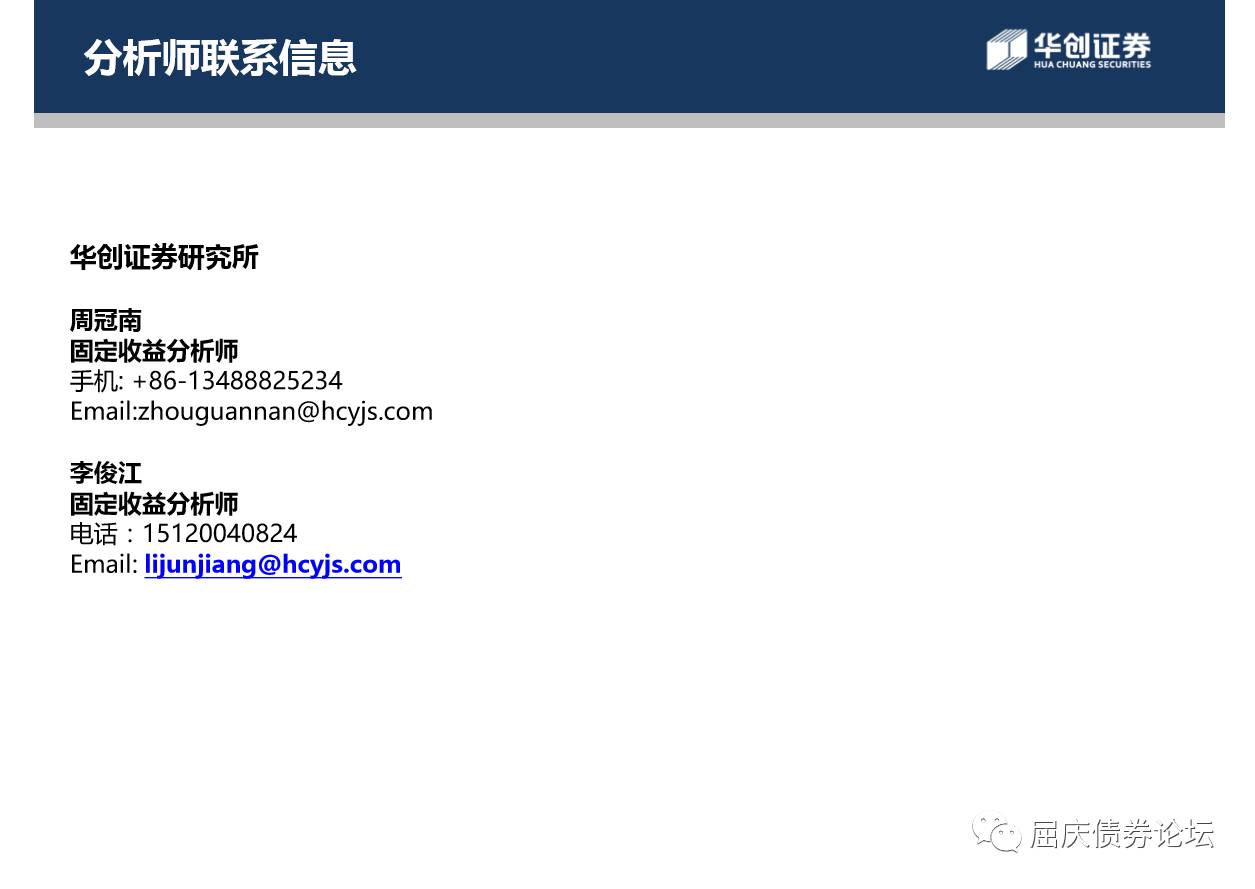 分析师联系信息
华创证券
HUA CHUANG SECURITIES
华创证券研究所
周冠南
固定收益分析师
手机: +86-13488825234
Email:zhouguannan@hcyjs.com
李俊江
固定收益分析师
电话：15120040824
Email: lijunjiang@hcyjs.com
屈庆债券论坛